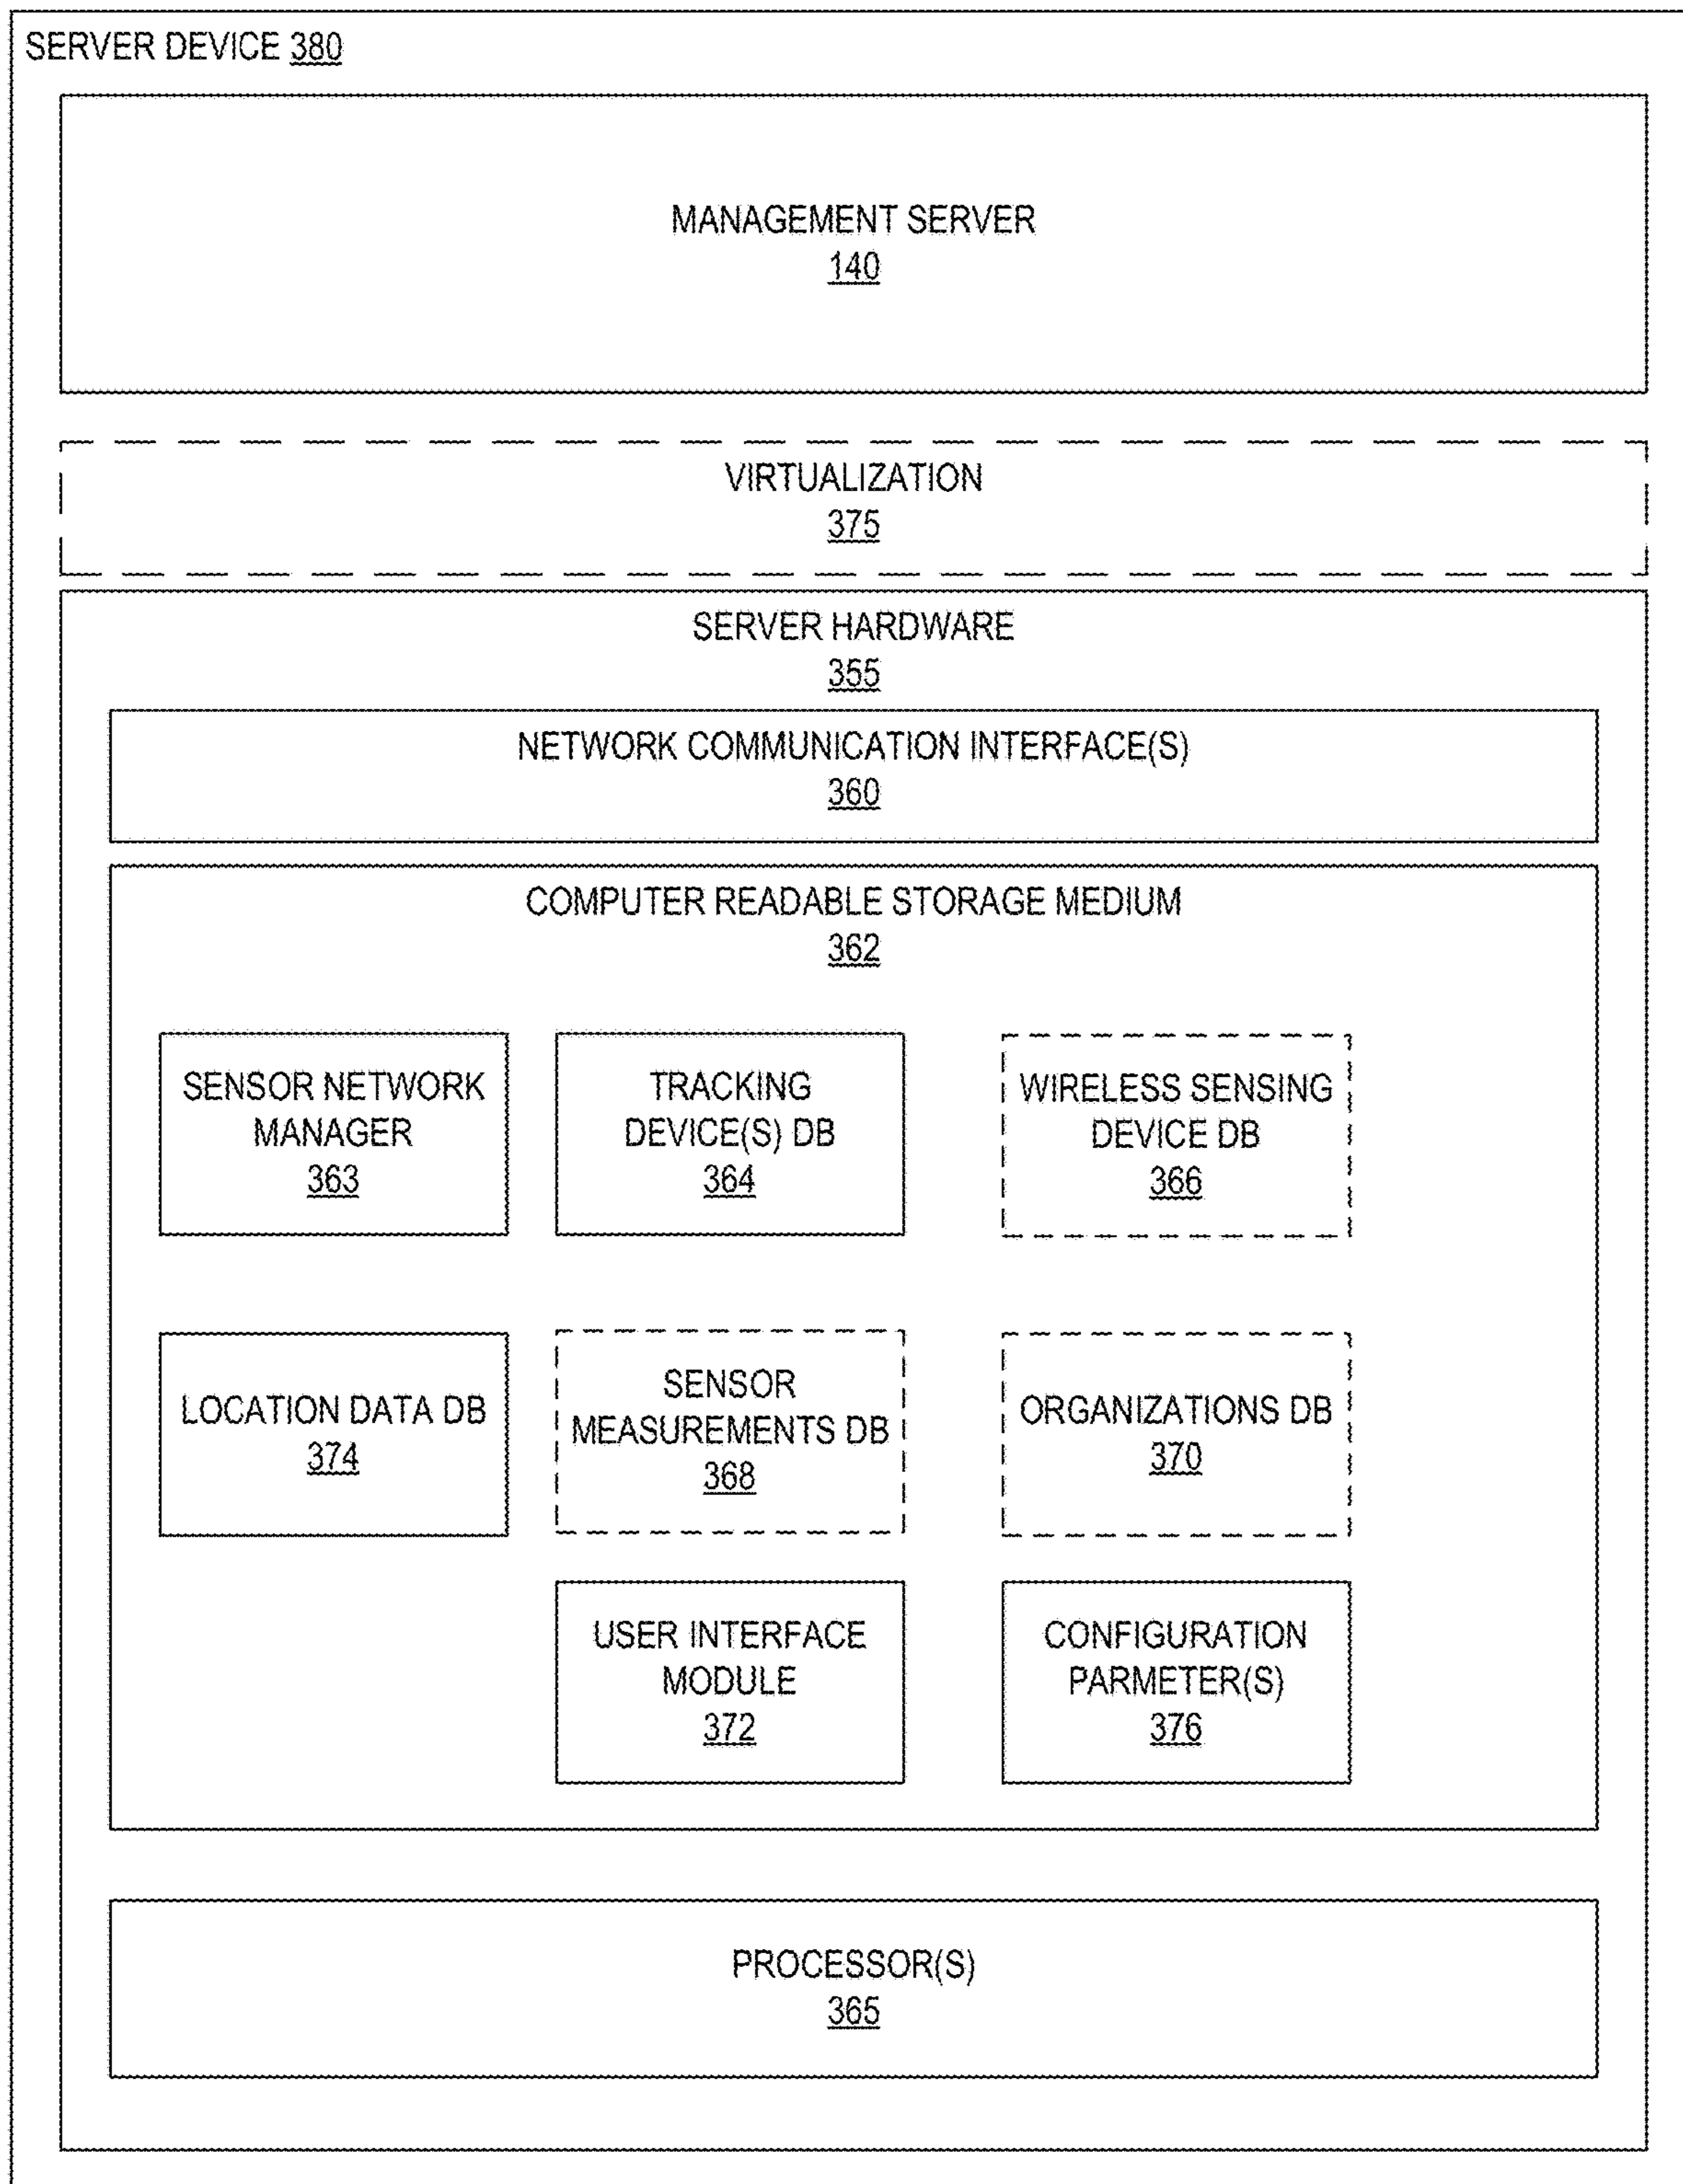 SERVER DEVICE 380
MANAGEMENT SERVER
140
VIRTUALIZATION
375
SERVER HARDWARE
355
NETWORK COMMUNICATION INTERFACE(S)
360
COMPUTER READABLE STORAGE MEDIUM
362
SENSOR NETWORK
MANAGER
363
TRACKING
DEVICE(S) DB
364
WIRELESS SENSING
DEVICE DB
366
LOCATION DATA DB
374
SENSOR
MEASUREMENTS DB
368
ORGANIZATIONS DB
370
USER INTERFACE
MODULE
372
CONFIGURATION
PARMETER(S)
376
PROCESSOR(S)
365